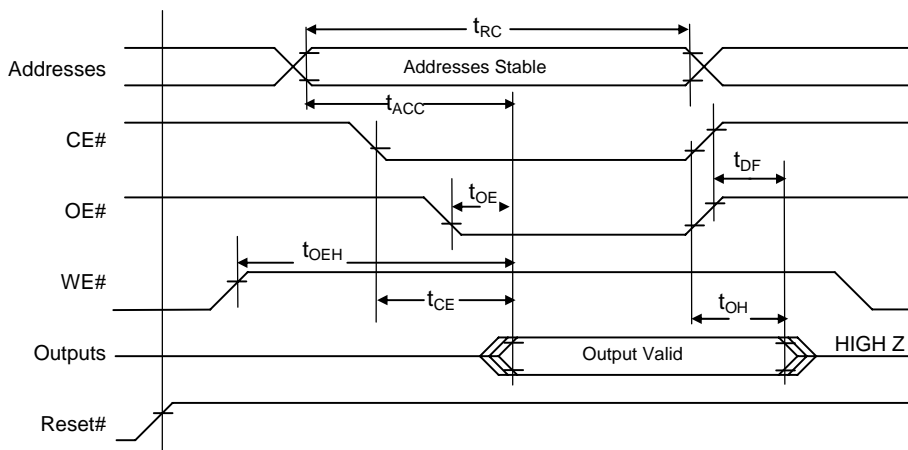 tRC
Addresses
Addresses Stable
tACC
CE#
tDF
OE#
tOE
tOEH
WE#
tCE
tOH
Outputs
Output Valid
HIGH Z
Reset#